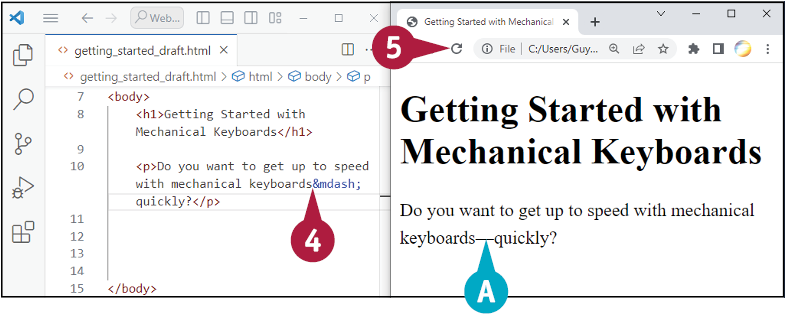 Web...
getting_started_draft.html
getting_started_draft.html > html > body > p
7 <body>
8 <h1>Getting Started with
Mechanical Keyboards</h1>
9
10 <p>Do you want to get up to speed
with mechanical keyboards&mdash;
quickly?</p>
11
12
13
14
15 </body>
4
5
Getting Started with Mechanical
File | C:/Users/Guy...
Getting Started with
Mechanical Keyboards
Do you want to get up to speed with mechanical
keyboards—quickly?
A